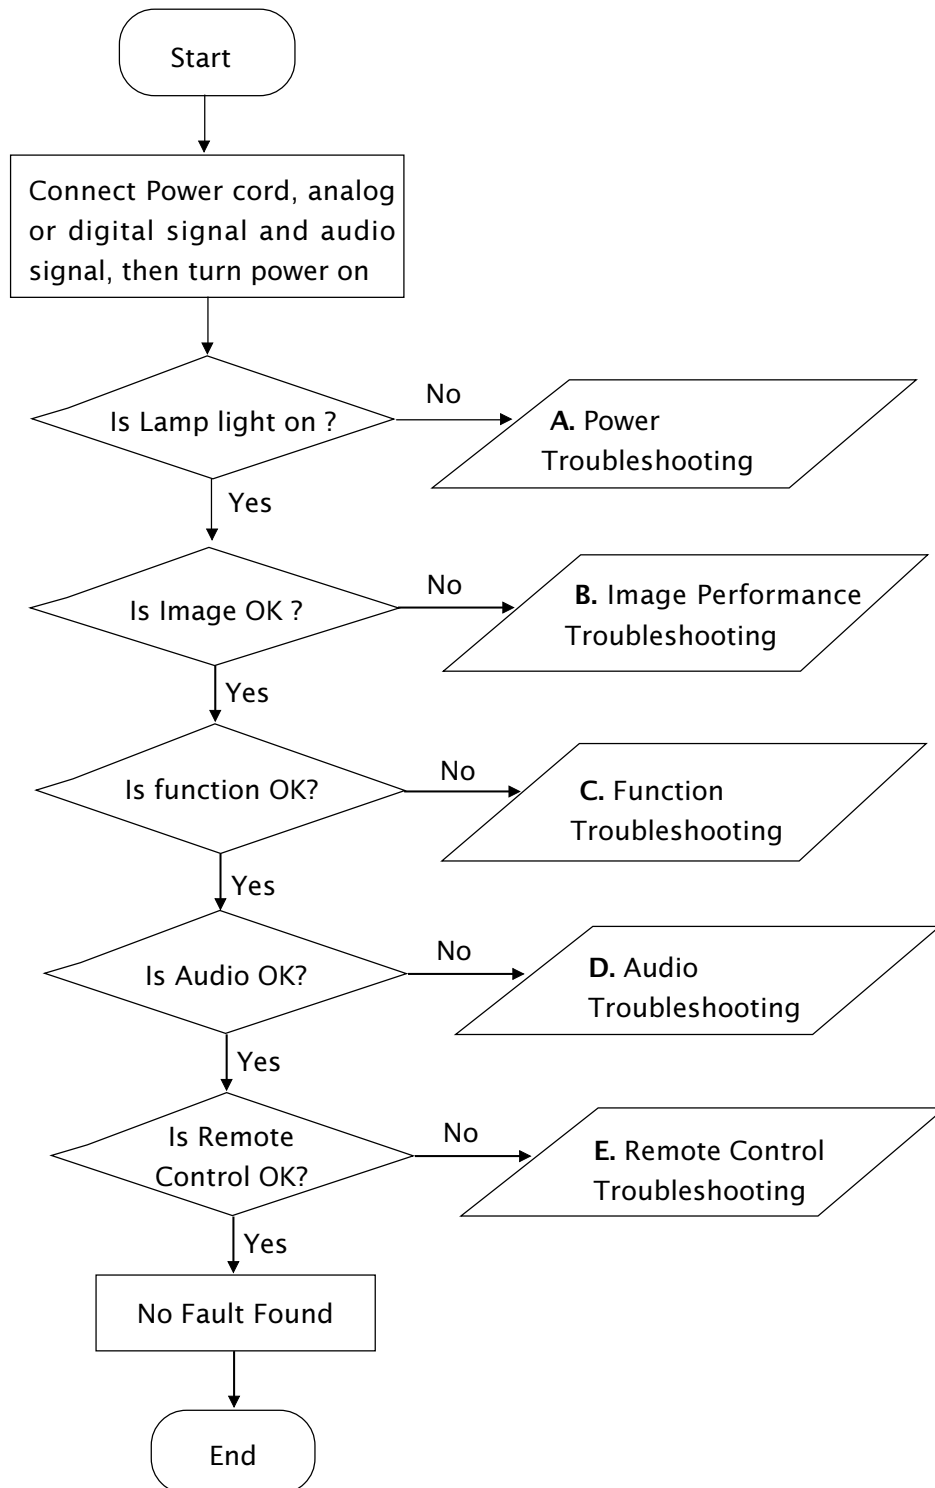 Start
Connect Power cord, analog
or digital signal and audio
signal, then turn power on
Is Lamp light on ?
No
A. Power
Troubleshooting
Yes
Is Image OK ?
No
B. Image Performance
Troubleshooting
Yes
Is function OK?
No
C. Function
Troubleshooting
Yes
Is Audio OK?
No
D. Audio
Troubleshooting
Yes
Is Remote
Control OK?
No
E. Remote Control
Troubleshooting
Yes
No Fault Found
End